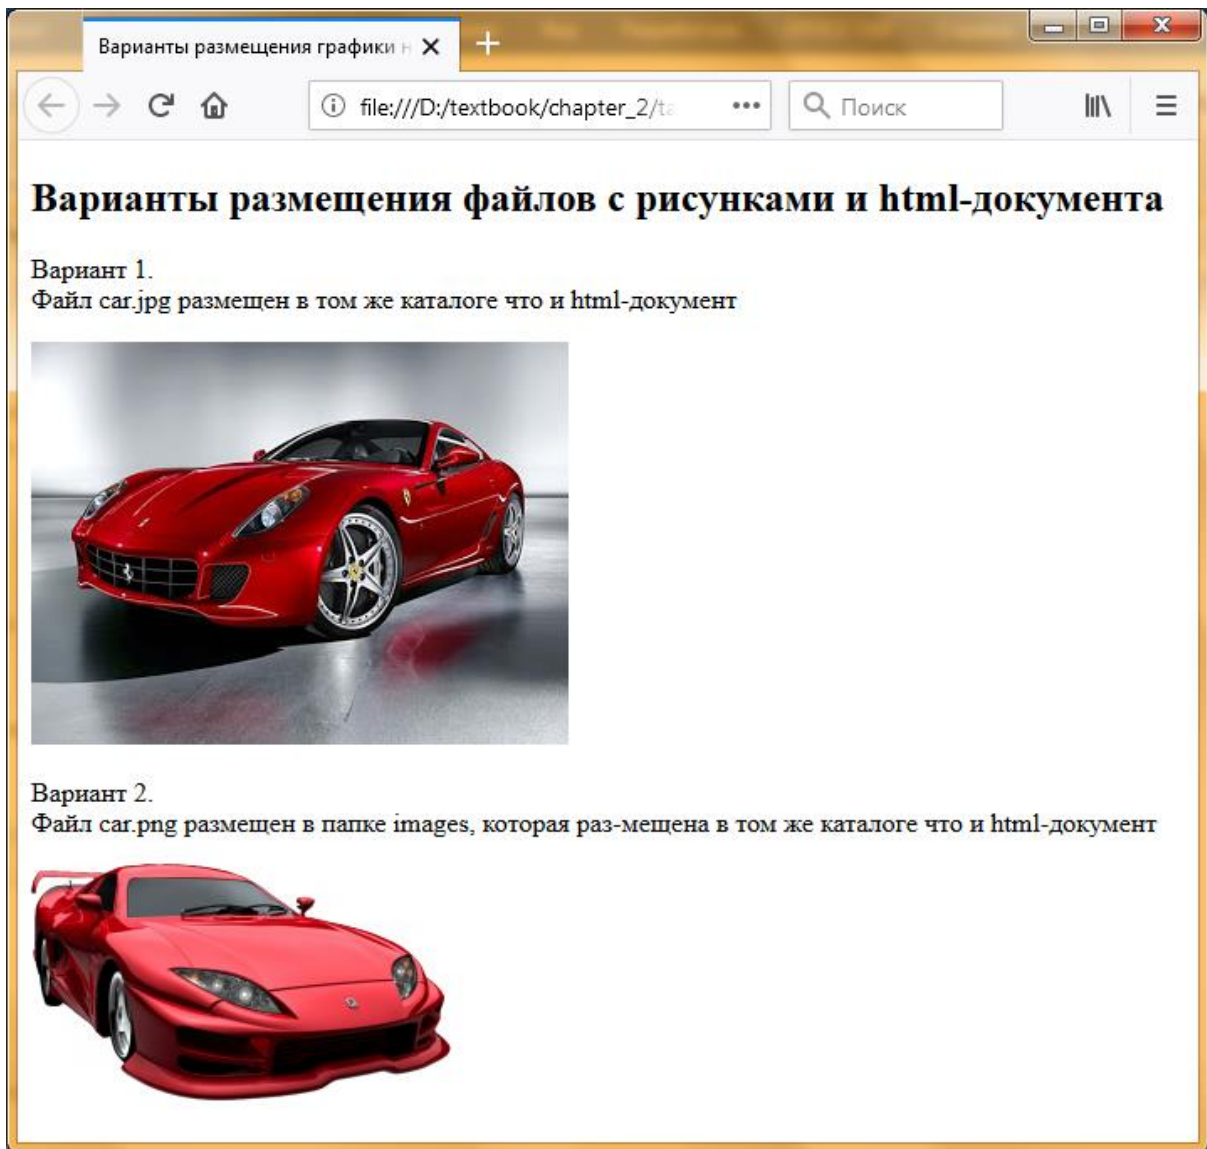 Варианты размещения графики н
file:///D:/textbook/chapter_2/ta
Поиск
Варианты размещения файлов с рисунками и html-документа
Вариант 1.
Файл car.jpg размещен в том же каталоге что и html-документ
Вариант 2.
Файл car.png размещен в папке images, которая раз-мещена в том же каталоге что и html-документ